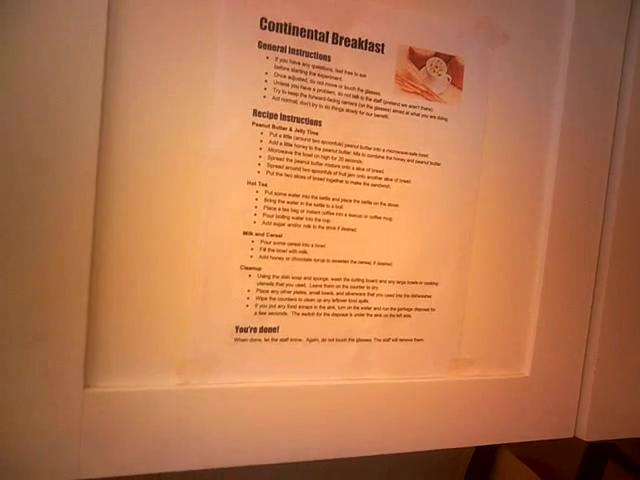 Continental Breakfast
General Instructions
If you have any questions, feel free to ask
before starting the experiment.
Once adjusted, do not move or touch the glasses.
Unless you have a problem, do not talk to the staff (pretend we aren't there).
Try to keep the forward-facing camera (on the glasses) aimed at what you are doing.
Act normal, don't try to do things slowly for our benefit.
Recipe Instructions
Peanut Butter & Jelly Time
Put a little (around two spoonfuls) peanut butter into a microwave-safe bowl.
Add a little honey to the peanut butter. Mix to combine the honey and peanut butter.
Microwave the bowl on high for 20 seconds.
Spread the peanut butter mixture onto a slice of bread.
Spread around two spoonfuls of fruit jam onto another slice of bread.
Put the two slices of bread together to make the sandwich.
Hot Tea
Put some water into the kettle and place the kettle on the stove.
Bring the water in the kettle to a boil.
Place a tea bag or instant coffee into a teacup or coffee mug.
Pour boiling water into the cup.
Add sugar and/or milk to the drink if desired.
Milk and Cereal
Pour some cereal into a bowl.
Fill the bowl with milk.
Add honey or chocolate syrup to sweeten the cereal, if desired.
Cleanup
Using the dish soap and sponge, wash the cutting board and any large bowls or cooking
utensils that you used. Leave them on the counter to dry.
Place any other plates, small bowls, and silverware that you used into the dishwasher.
Wipe the counters to clean up any leftover food spills.
If you put any food scraps in the sink, turn on the water and run the garbage disposal for
a few seconds. The switch for the disposal is under the sink on the left side.
You're done!
When done, let the staff know. Again, do not touch the glasses. The staff will remove them.